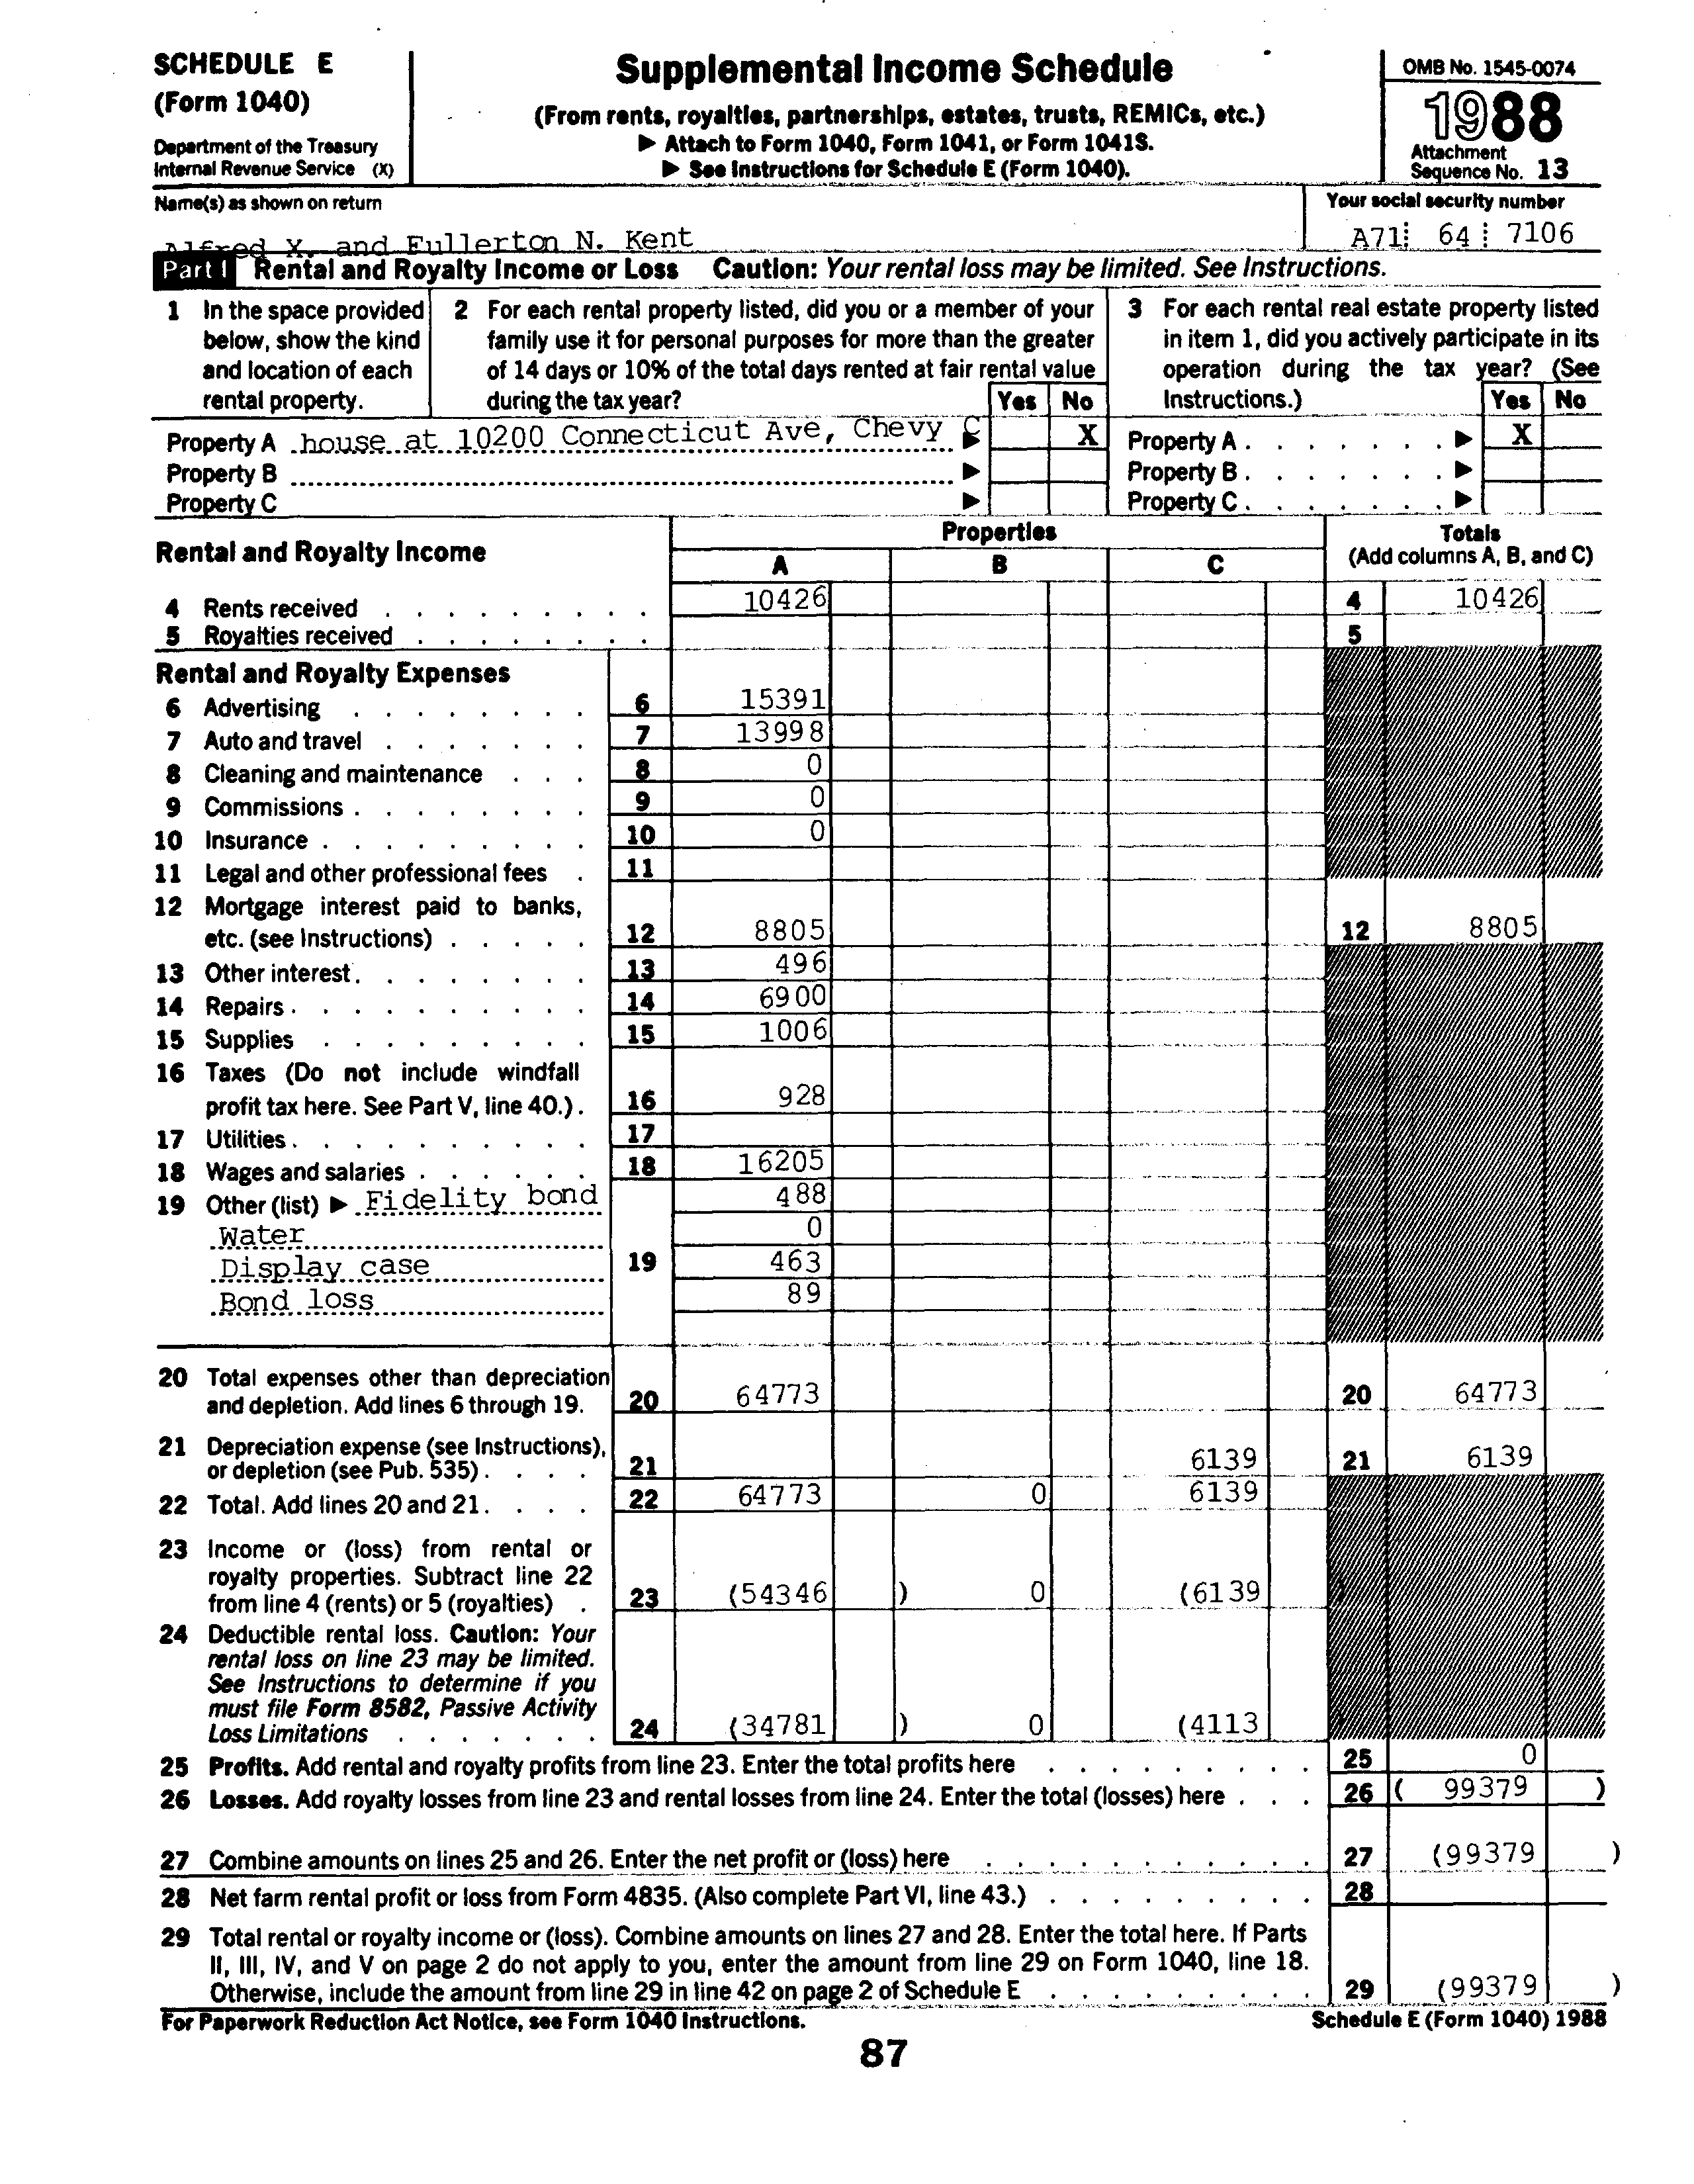 SCHEDULE E
(Form 1040)
Department of the Treasury
Internal Revenue Service (X)
Supplemental Income Schedule
(From rents, royalties, partnerships, estates, trusts, REMICs, etc.)
▶ Attach to Form 1040, Form 1041, or Form 1041S.
▶ See Instructions for Schedule E (Form 1040).
OMB No. 1545-0074
1988
Attachment
Sequence No. 13
Name(s) as shown on return
Alfred X. and Fullerton N. Kent
Your social security number
A71 64 7106
Part I Rental and Royalty Income or Loss Caution: Your rental loss may be limited. See Instructions.
1 In the space provided
below, show the kind
and location of each
rental property.
2 For each rental property listed, did you or a member of your
family use it for personal purposes for more than the greater
of 14 days or 10% of the total days rented at fair rental value
during the tax year? Yes No
3 For each rental real estate property listed
in item 1, did you actively participate in its
operation during the tax year? (See
Instructions.) Yes No
Property A house at 10200 Connecticut Ave, Chevy C ▶ X Property A . . . . . . . ▶ X
Property B ▶ Property B . . . . . . . ▶
Property C ▶ Property C . . . . . . . ▶
Rental and Royalty Income
Properties
A B C
Totals
(Add columns A, B, and C)
4 Rents received . . . . . . . . . 10426 4 10426
5 Royalties received . . . . . . . . 5
Rental and Royalty Expenses
6 Advertising . . . . . . . . 6 15391
7 Auto and travel . . . . . . . 7 13998
8 Cleaning and maintenance . . . 8 0
9 Commissions . . . . . . . . 9 0
10 Insurance . . . . . . . . . 10 0
11 Legal and other professional fees . 11
12 Mortgage interest paid to banks,
etc. (see Instructions) . . . . . 12 8805 12 8805
13 Other interest . . . . . . . . 13 496
14 Repairs . . . . . . . . . . 14 6900
15 Supplies . . . . . . . . . 15 1006
16 Taxes (Do not include windfall
profit tax here. See Part V, line 40.) . 16 928
17 Utilities . . . . . . . . . . 17
18 Wages and salaries . . . . . . 18 16205
19 Other (list) ▶ Fidelity bond 488
Water 0
Display case 19 463
Bond loss 89
20 Total expenses other than depreciation
and depletion. Add lines 6 through 19. 20 64773 20 64773
21 Depreciation expense (see Instructions),
or depletion (see Pub. 535) . . . . 21 6139 21 6139
22 Total. Add lines 20 and 21. . . . 22 64773 0 6139
23 Income or (loss) from rental or
royalty properties. Subtract line 22
from line 4 (rents) or 5 (royalties) . 23 (54346 ) 0 (6139 )
24 Deductible rental loss. Caution: Your
rental loss on line 23 may be limited.
See Instructions to determine if you
must file Form 8582, Passive Activity
Loss Limitations . . . . . . . 24 (34781 ) 0 (4113
25 Profits. Add rental and royalty profits from line 23. Enter the total profits here . . . . . . . . . 25 0
26 Losses. Add royalty losses from line 23 and rental losses from line 24. Enter the total (losses) here . . . 26 ( 99379 )
27 Combine amounts on lines 25 and 26. Enter the net profit or (loss) here . . . . . . . . . . . 27 (99379 )
28 Net farm rental profit or loss from Form 4835. (Also complete Part VI, line 43.) . . . . . . . . . 28
29 Total rental or royalty income or (loss). Combine amounts on lines 27 and 28. Enter the total here. If Parts
II, III, IV, and V on page 2 do not apply to you, enter the amount from line 29 on Form 1040, line 18.
Otherwise, include the amount from line 29 in line 42 on page 2 of Schedule E . . . . . . . . . 29 (99379 )
For Paperwork Reduction Act Notice, see Form 1040 Instructions. Schedule E (Form 1040) 1988
87